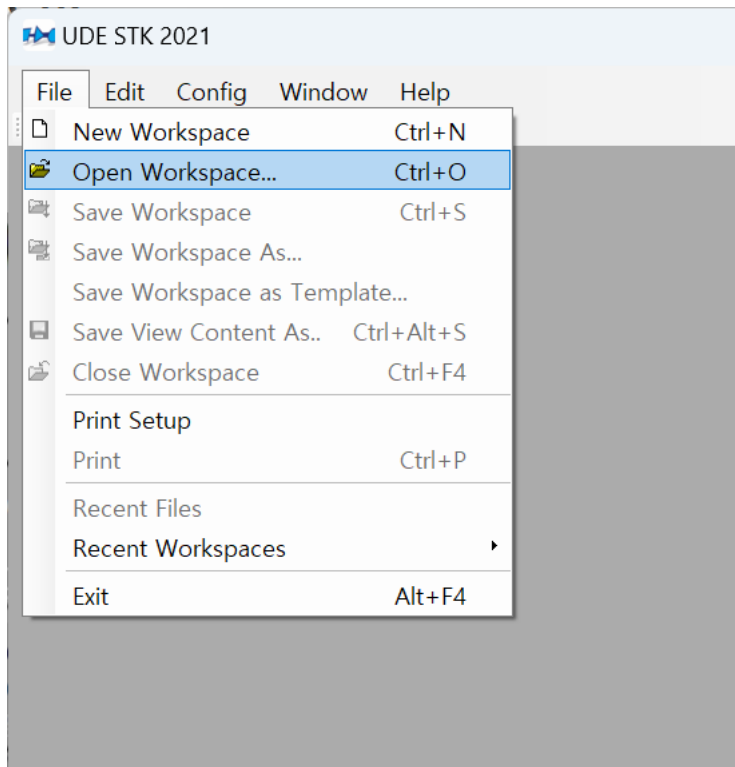 UDE STK 2021
File Edit Config Window Help
New Workspace Ctrl+N
Open Workspace... Ctrl+O
Save Workspace Ctrl+S
Save Workspace As...
Save Workspace as Template...
Save View Content As.. Ctrl+Alt+S
Close Workspace Ctrl+F4
Print Setup
Print Ctrl+P
Recent Files
Recent Workspaces
Exit Alt+F4